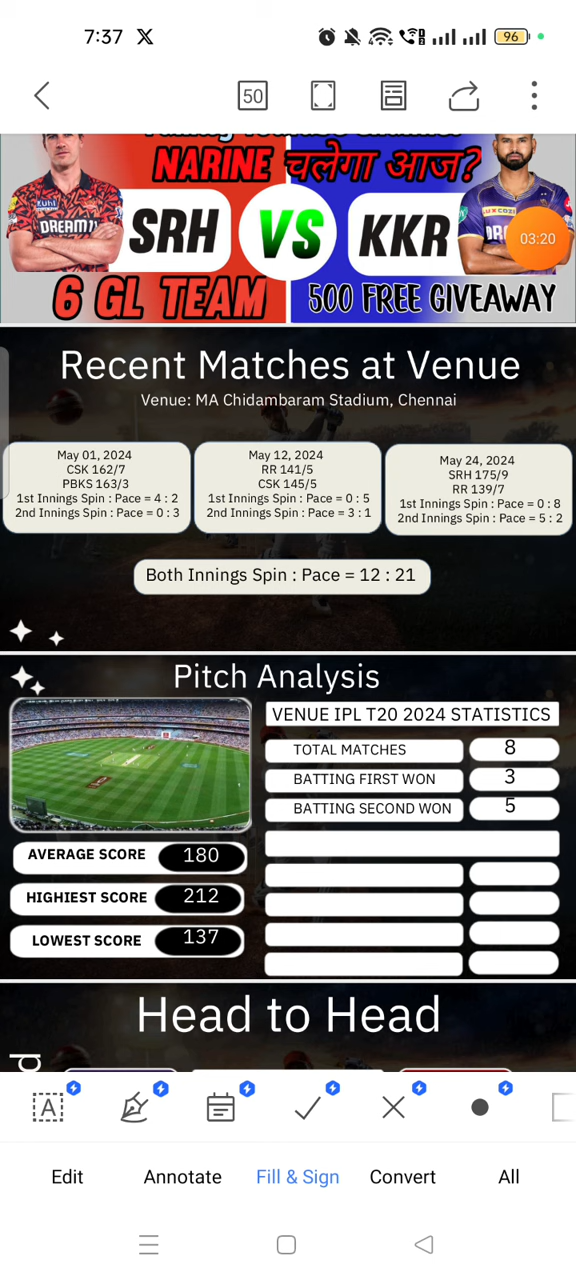 7:37 X 96
50
NARINE चलेगा आज?
SRH VS KKR
DREAM11
03:20
6 GL TEAM 500 FREE GIVEAWAY
Recent Matches at Venue
Venue: MA Chidambaram Stadium, Chennai
May 01, 2024
CSK 162/7
PBKS 163/3
1st Innings Spin : Pace = 4 : 2
2nd Innings Spin : Pace = 0 : 3
May 12, 2024
RR 141/5
CSK 145/5
1st Innings Spin : Pace = 0 : 5
2nd Innings Spin : Pace = 3 : 1
May 24, 2024
SRH 175/9
RR 139/7
1st Innings Spin : Pace = 0 : 8
2nd Innings Spin : Pace = 5 : 2
Both Innings Spin : Pace = 12 : 21
Pitch Analysis
VENUE IPL T20 2024 STATISTICS
TOTAL MATCHES 8
BATTING FIRST WON 3
BATTING SECOND WON 5
AVERAGE SCORE 180
HIGHIEST SCORE 212
LOWEST SCORE 137
Head to Head
A
Edit Annotate Fill & Sign Convert All